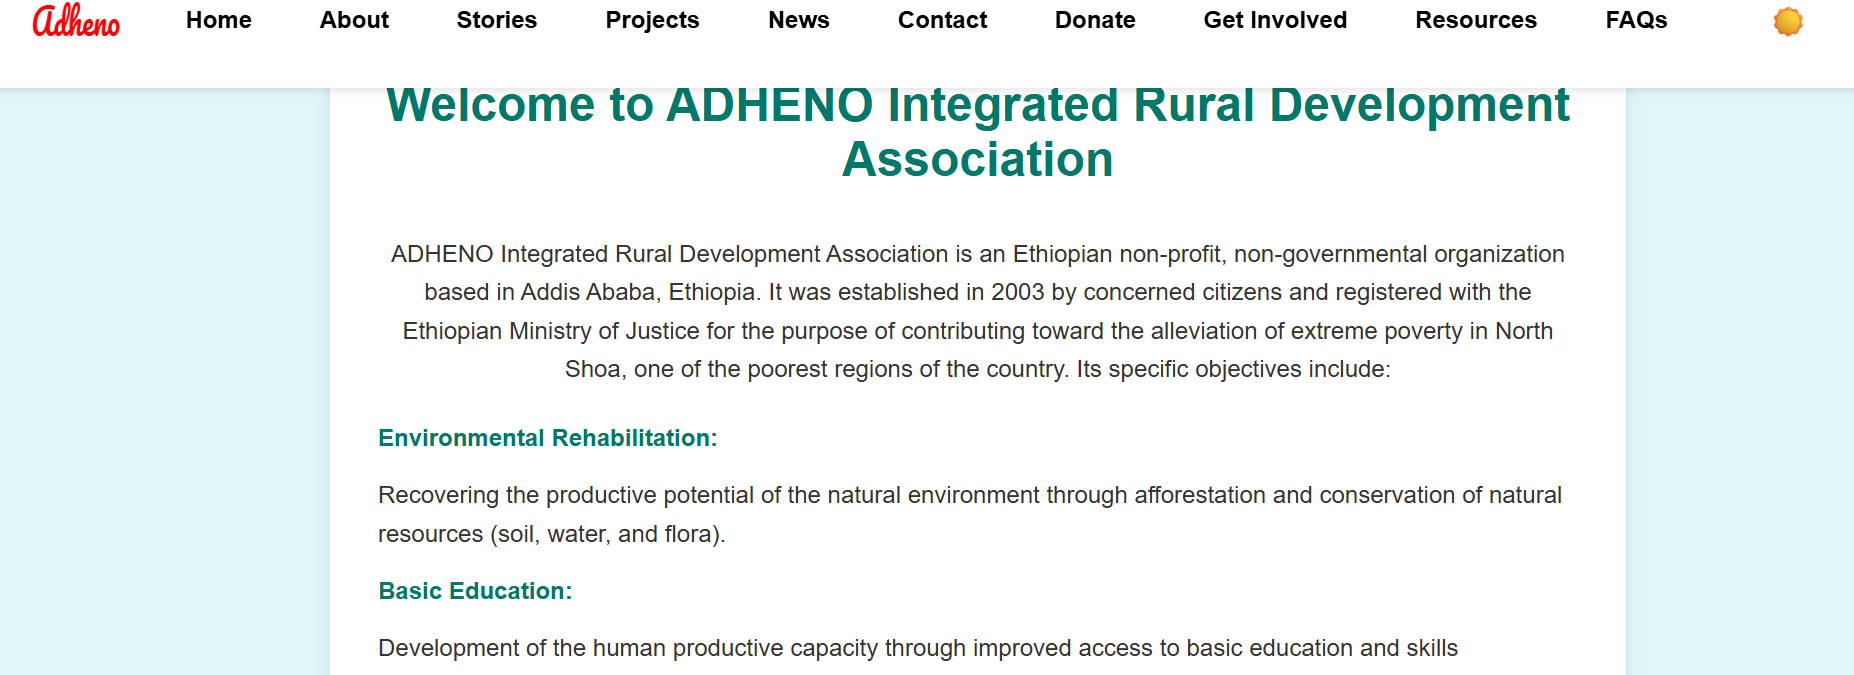 Adheno Home About Stories Projects News Contact Donate Get Involved Resources FAQs
Welcome to ADHENO Integrated Rural Development
Association
ADHENO Integrated Rural Development Association is an Ethiopian non-profit, non-governmental organization
based in Addis Ababa, Ethiopia. It was established in 2003 by concerned citizens and registered with the
Ethiopian Ministry of Justice for the purpose of contributing toward the alleviation of extreme poverty in North
Shoa, one of the poorest regions of the country. Its specific objectives include:
Environmental Rehabilitation:
Recovering the productive potential of the natural environment through afforestation and conservation of natural
resources (soil, water, and flora).
Basic Education:
Development of the human productive capacity through improved access to basic education and skills